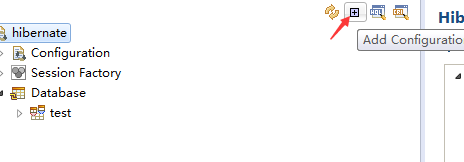 hibernate
Hib
Configuration
Add Configuratio
Session Factory
Database
test